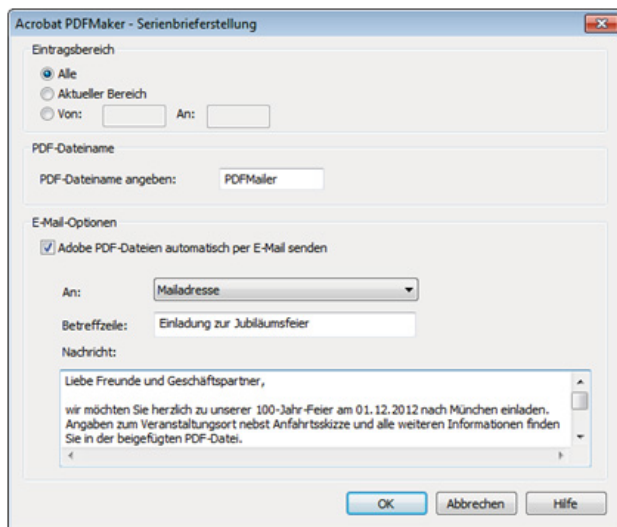 Acrobat PDFMaker - Serienbrieferstellung
Eintragsbereich
Alle
Aktueller Bereich
Von: An:
PDF-Dateiname
PDF-Dateiname angeben: PDFMailer
E-Mail-Optionen
Adobe PDF-Dateien automatisch per E-Mail senden
An: Mailadresse
Betreffzeile: Einladung zur Jubiläumsfeier
Nachricht:
Liebe Freunde und Geschäftspartner,
wir möchten Sie herzlich zu unserer 100-Jahr-Feier am 01.12.2012 nach München einladen.
Angaben zum Veranstaltungsort nebst Anfahrtsskizze und alle weiteren Informationen finden
Sie in der beigefügten PDF-Datei.
OK Abbrechen Hilfe